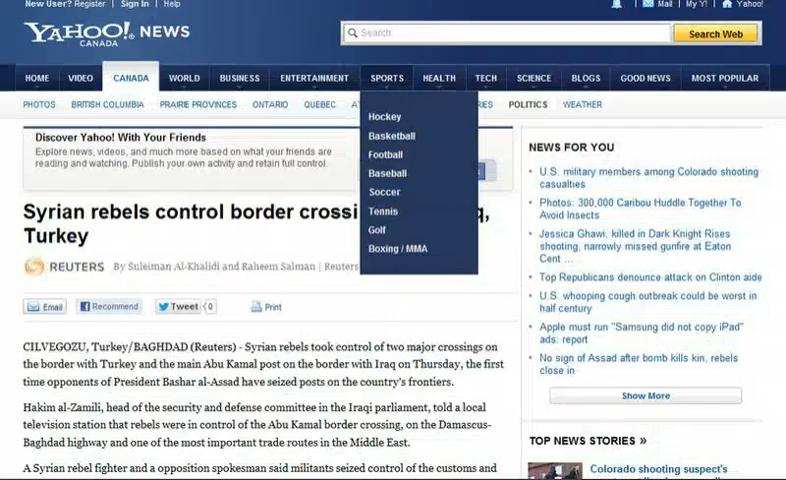 New User? Register | Sign In | Help
Mail
My Y!
Yahoo!
YAHOO! NEWS
CANADA
Search:
Search Web
HOME
VIDEO
CANADA
WORLD
BUSINESS
ENTERTAINMENT
SPORTS
HEALTH
TECH
SCIENCE
BLOGS
GOOD NEWS
MOST POPULAR
PHOTOS
BRITISH COLUMBIA
PRAIRIE PROVINCES
ONTARIO
QUEBEC
POLITICS
WEATHER
Hockey
Basketball
Football
Baseball
Soccer
Tennis
Golf
Boxing / MMA
Discover Yahoo! With Your Friends
Explore news, videos, and much more based on what your friends are
reading and watching. Publish your own activity and retain full control.
Syrian rebels control border
Turkey
REUTERS
By Suleiman Al-Khalidi and Raheem Salman | Reuters
Email
Recommend
Tweet
0
Print
CILVEGOZU, Turkey/BAGHDAD (Reuters) - Syrian rebels took control of two major crossings on
the border with Turkey and the main Abu Kamal post on the border with Iraq on Thursday, the first
time opponents of President Bashar al-Assad have seized posts on the country's frontiers.
Hakim al-Zamili, head of the security and defense committee in the Iraqi parliament, told a local
television station that rebels were in control of the Abu Kamal border crossing, on the Damascus-
Baghdad highway and one of the most important trade routes in the Middle East.
A Syrian rebel fighter and a opposition spokesman said militants seized control of the customs and
NEWS FOR YOU
U.S. military members among Colorado shooting
casualties
Photos: 300,000 Caribou Huddle Together To
Avoid Insects
Jessica Ghawi, killed in Dark Knight Rises
shooting, narrowly missed gunfire at Eaton
Cen ...
Top Republicans denounce attack on Clinton aide
U.S. whooping cough outbreak could be worst in
half century
Apple must run "Samsung did not copy iPad"
ads: report
No sign of Assad after bomb kills kin, rebels
close in
Show More
TOP NEWS STORIES »
Colorado shooting suspect's